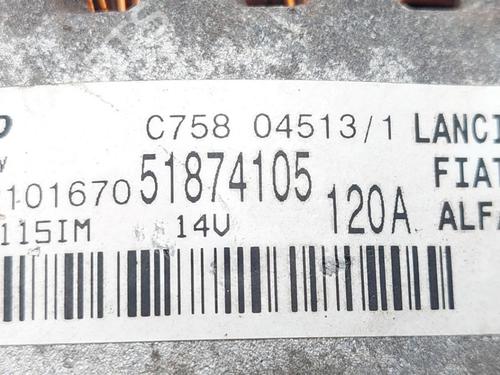 C758 04513/1 LANCI
101670 51874105 FIAT
115IM 14V 120A ALFA